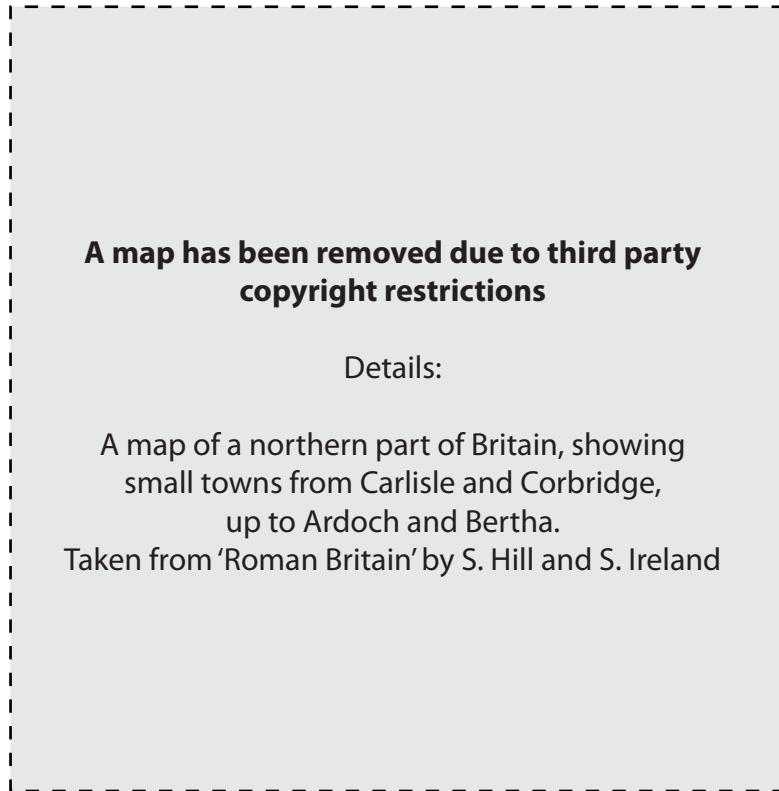 A map has been removed due to third party
copyright restrictions
Details:
A map of a northern part of Britain, showing
small towns from Carlisle and Corbridge,
up to Ardoch and Bertha.
Taken from ‘Roman Britain’ by S. Hill and S. Ireland